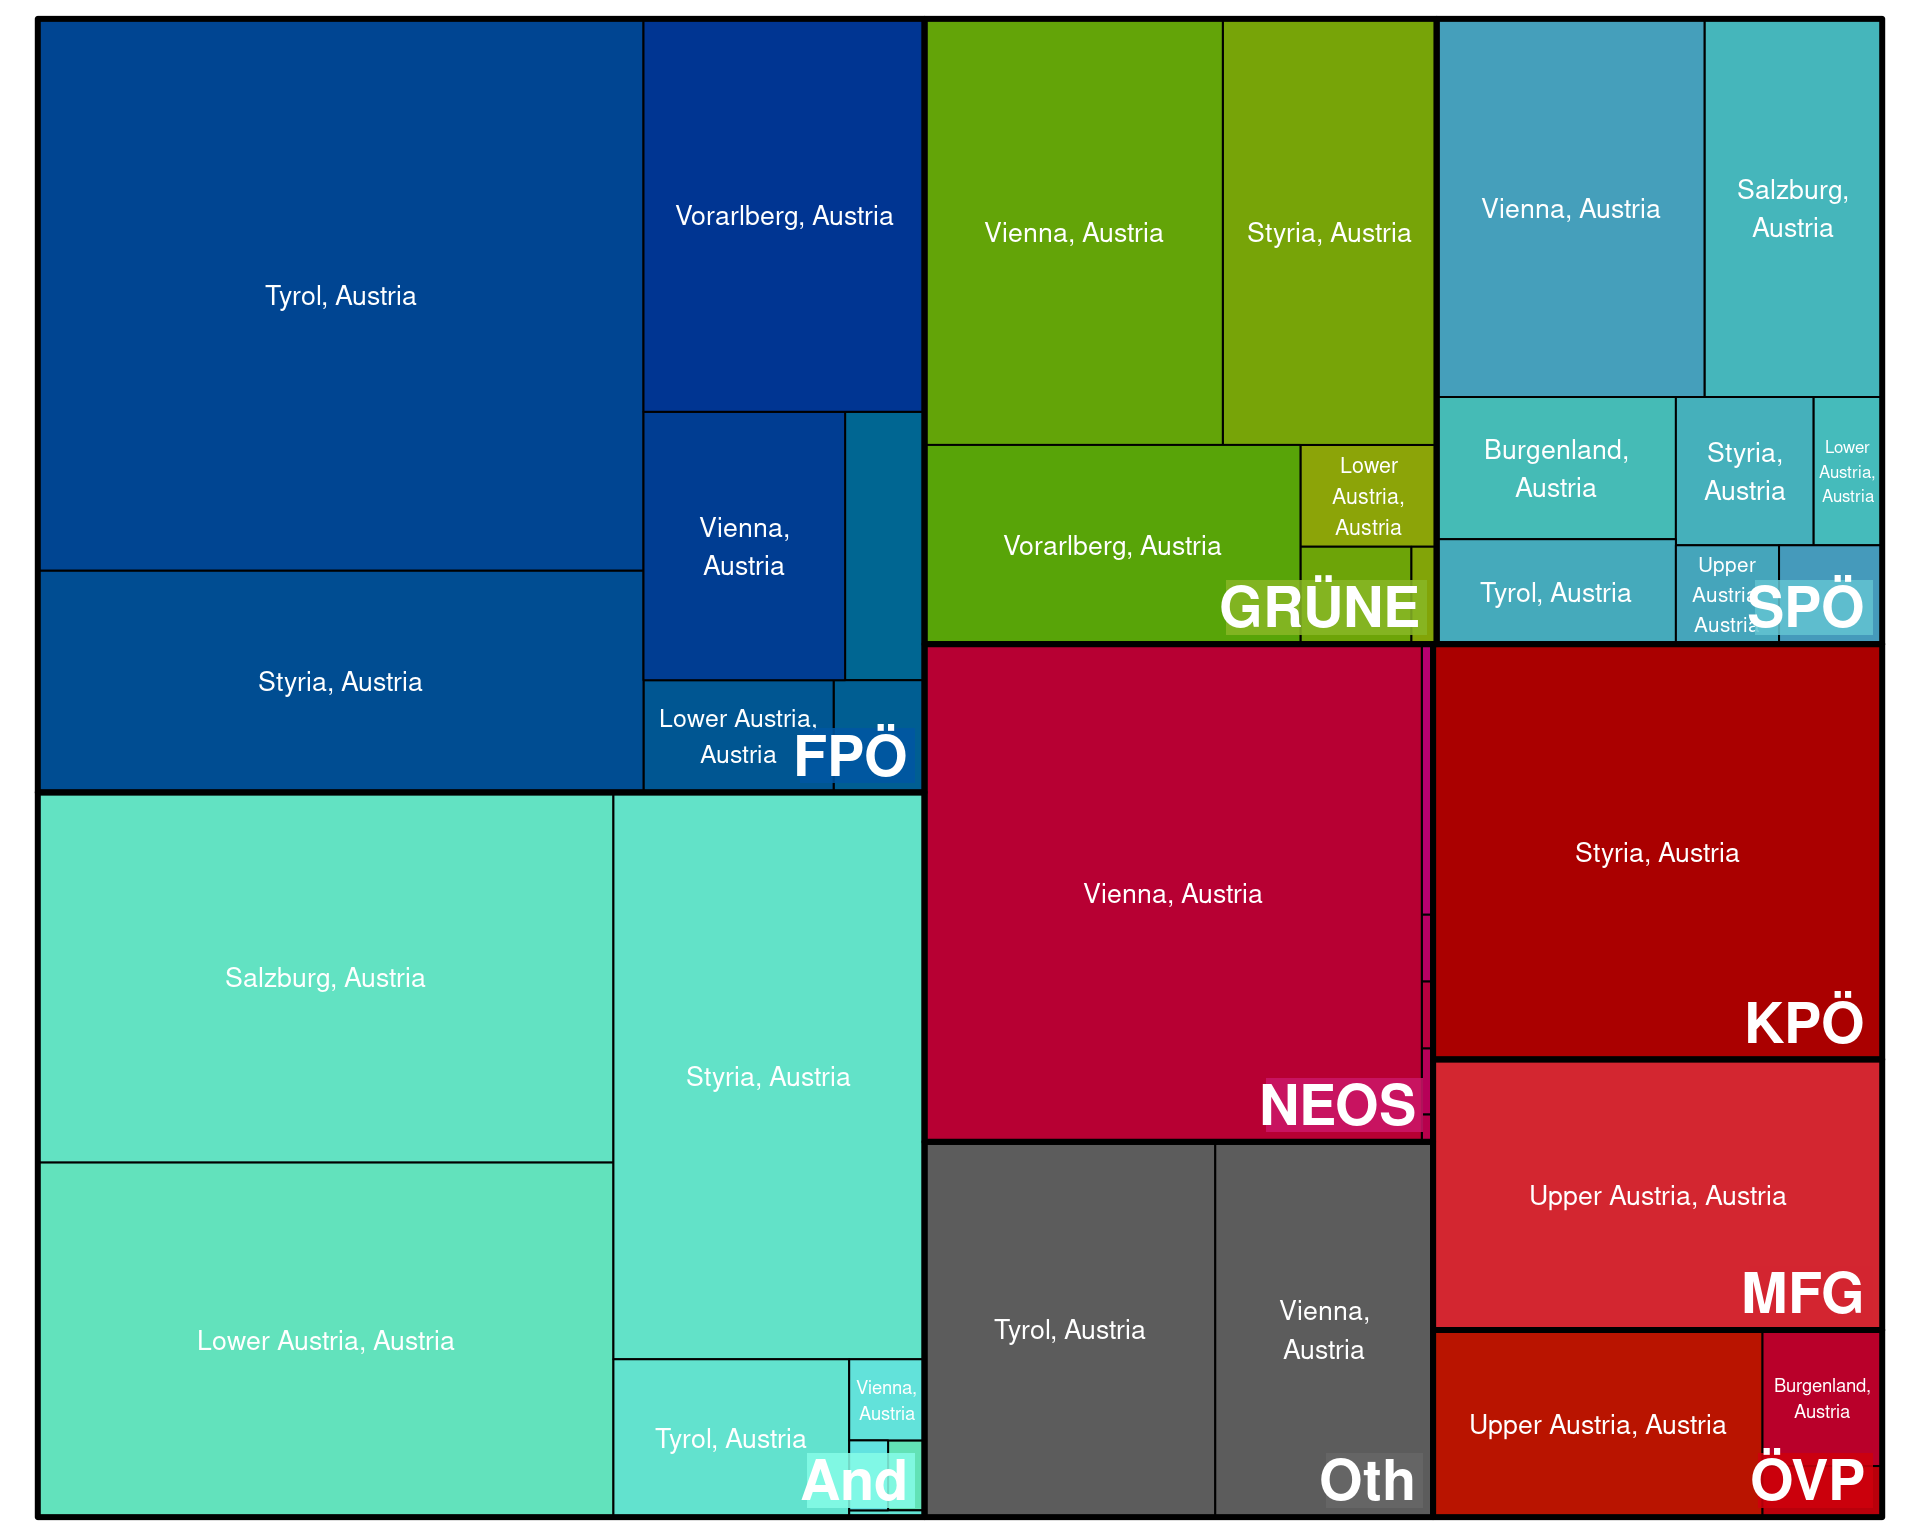 Tyrol, Austria
Styria, Austria
Vorarlberg, Austria
Vienna,
Austria
Lower Austria,
Austria
FPÖ
Salzburg, Austria
Lower Austria, Austria
Styria, Austria
Tyrol, Austria
Vienna,
Austria
And
Vienna, Austria
Styria, Austria
Vorarlberg, Austria
Lower
Austria,
Austria
GRÜNE
Vienna, Austria
Salzburg,
Austria
Burgenland,
Austria
Styria,
Austria
Lower
Austria,
Austria
Tyrol, Austria
Upper
Austria,
Austria
SPÖ
Vienna, Austria
NEOS
Styria, Austria
KPÖ
Upper Austria, Austria
MFG
Tyrol, Austria
Vienna,
Austria
Oth
Upper Austria, Austria
Burgenland,
Austria
ÖVP